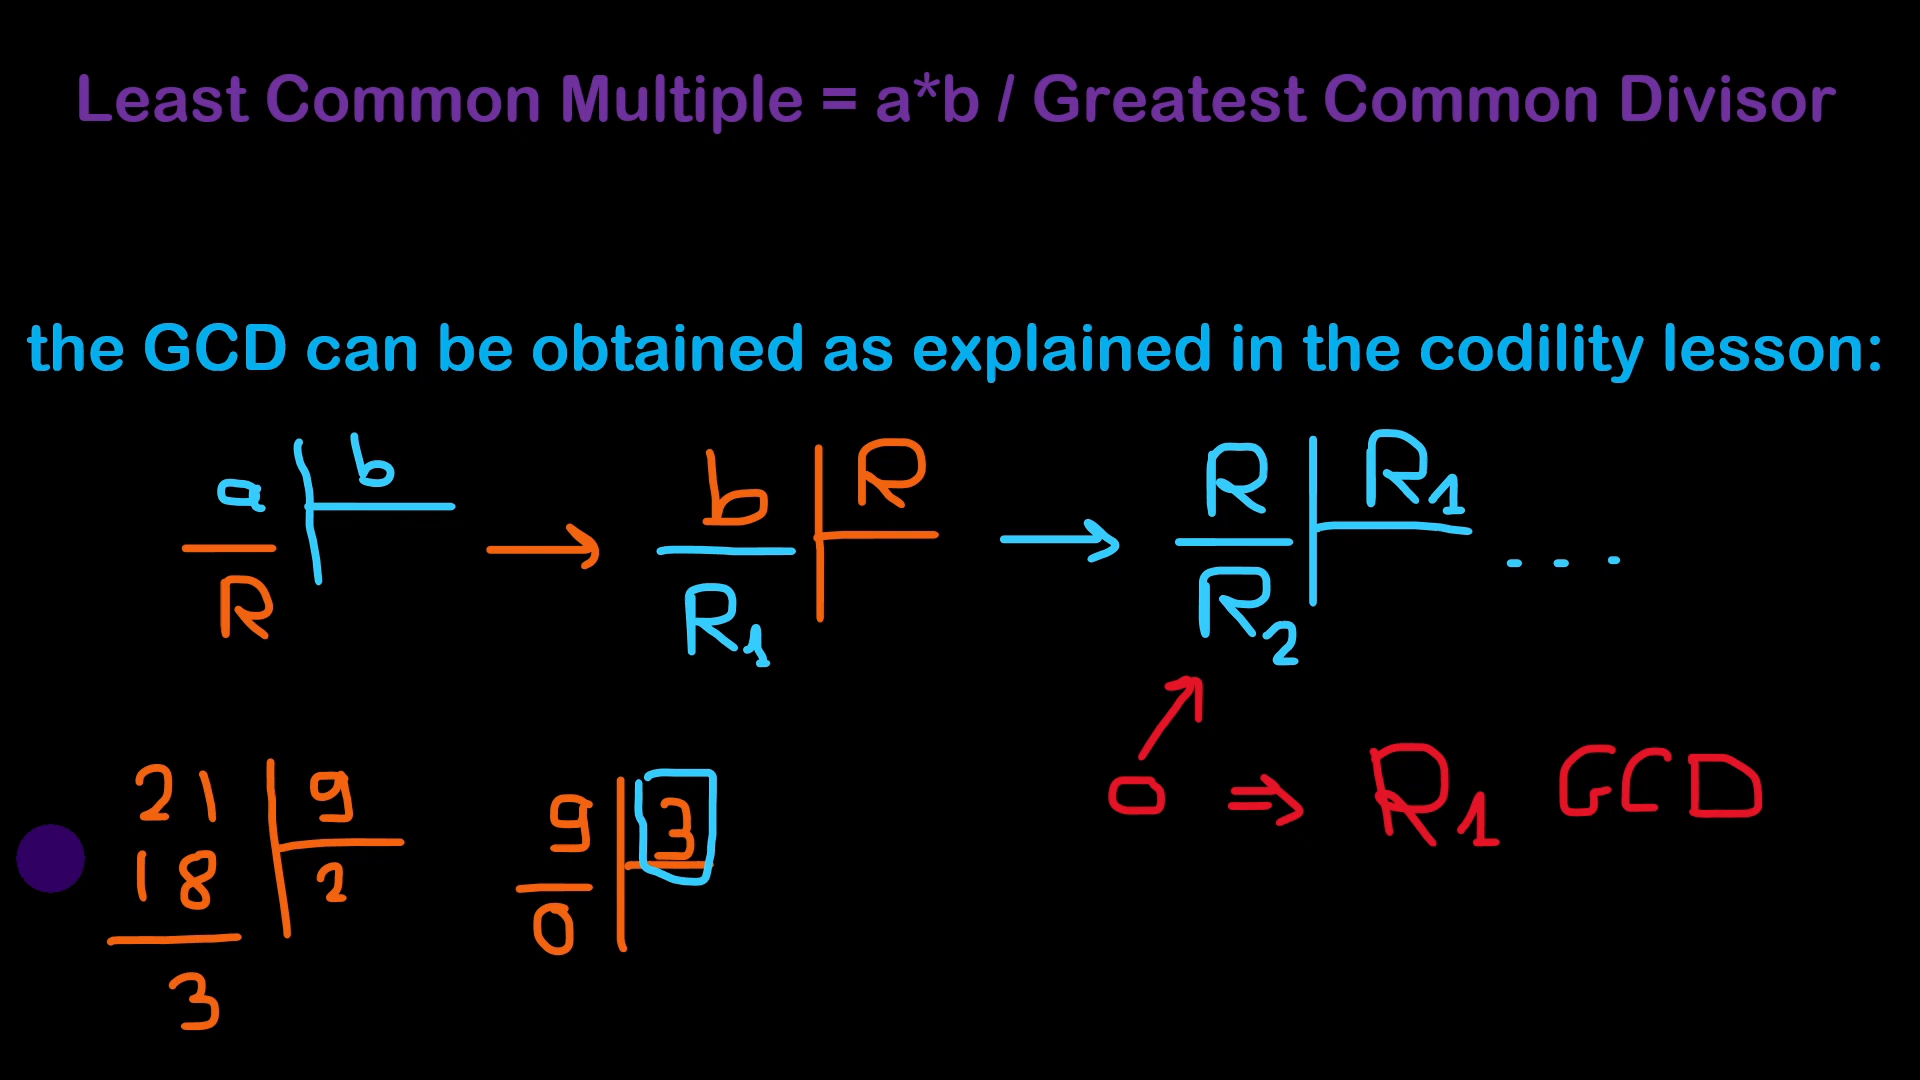 Least Common Multiple = a*b / Greatest Common Divisor
the GCD can be obtained as explained in the codility lesson:
a b → b R → R R1 . . .
R R1 R2
21 9 9 3 0 ⇒ R1 GCD
18 2 0
3